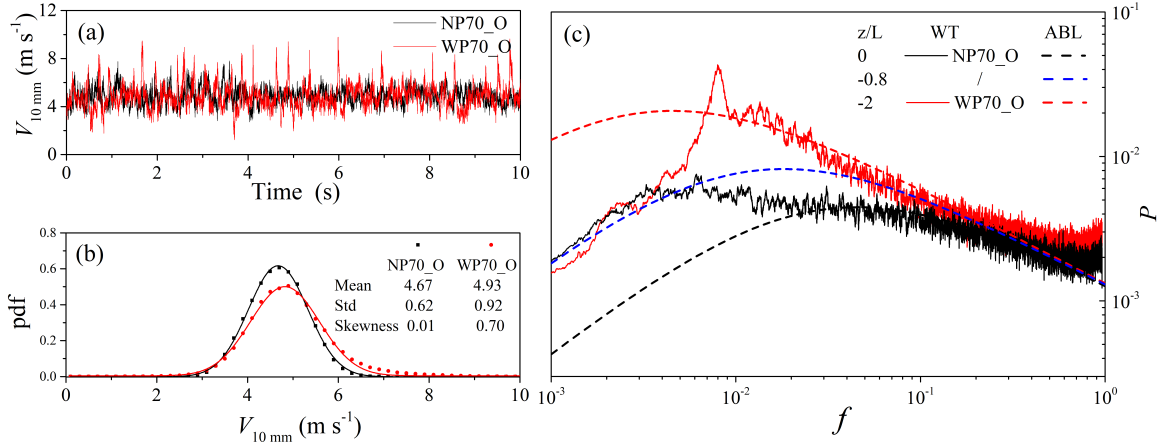 (a)
NP70_O
WP70_O
V10 mm (m s-1)
12
8
4
0
0 2 4 6 8 10
Time (s)
(b)
NP70_O WP70_O
Mean 4.67 4.93
Std 0.62 0.92
Skewness 0.01 0.70
pdf
0.8
0.6
0.4
0.2
0.0
0 2 4 6 8 10
V10 mm (m s-1)
(c)
z/L WT ABL
0 NP70_O
-0.8 /
-2 WP70_O
10-1
10-2
10-3
P
10-3 10-2 10-1 100
f